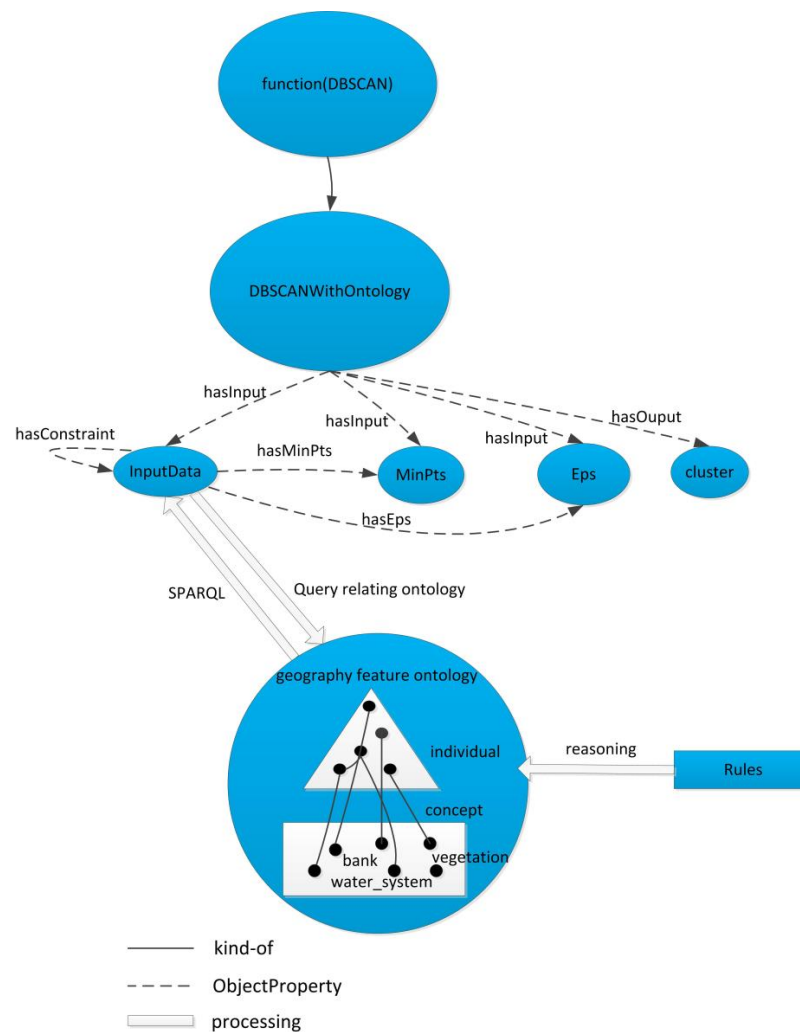 function(DBSCAN)
DBSCANWithOntology
hasInput
hasInput
hasInput
hasOuput
hasConstraint
InputData
hasMinPts
MinPts
Eps
cluster
hasEps
SPARQL
Query relating ontology
geography feature ontology
individual
reasoning
Rules
concept
bank
vegetation
water_system
kind-of
ObjectProperty
processing